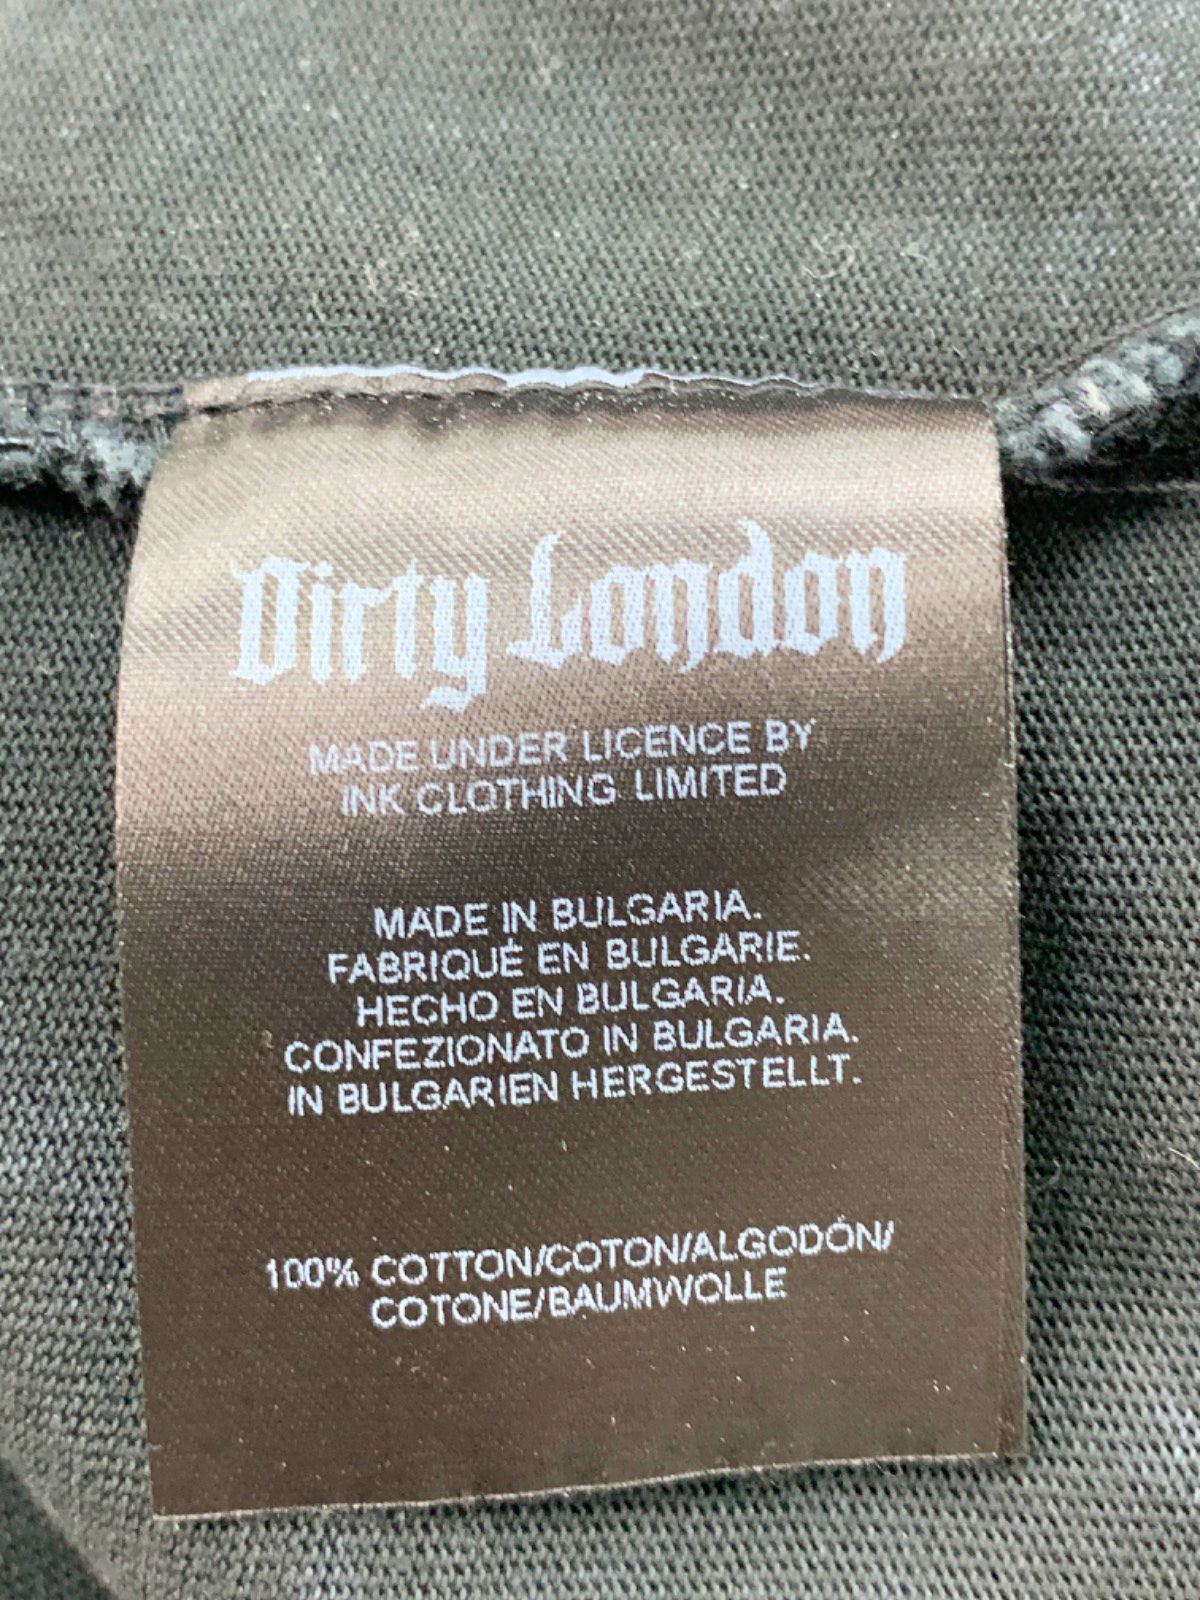 Dirty London
MADE UNDER LICENCE BY
INK CLOTHING LIMITED
MADE IN BULGARIA.
FABRIQUÉ EN BULGARIE.
HECHO EN BULGARIA.
CONFEZIONATO IN BULGARIA.
IN BULGARIEN HERGESTELLT.
100% COTTON/COTON/ALGODÓN/
COTONE/BAUMWOLLE